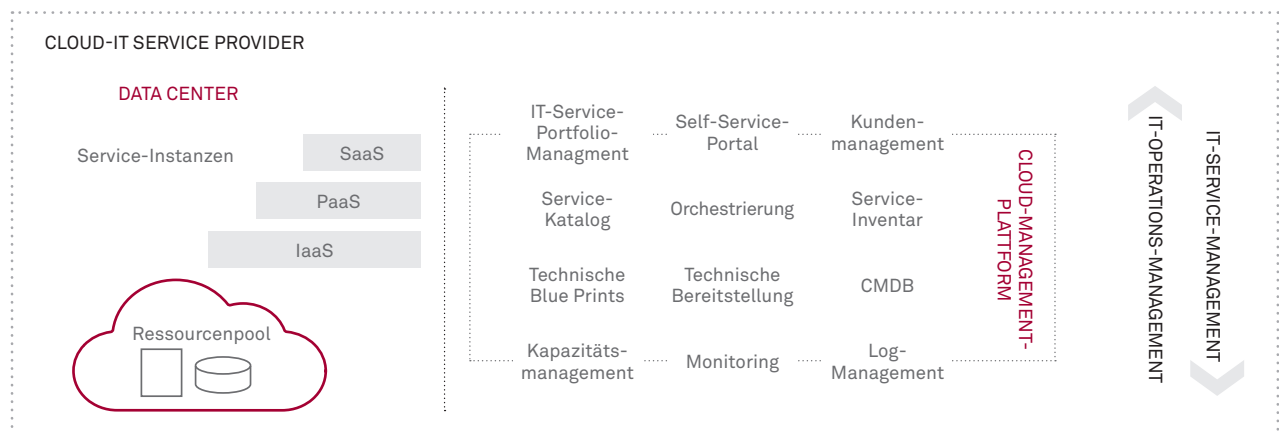 CLOUD-IT SERVICE PROVIDER
DATA CENTER
Service-Instanzen
SaaS
PaaS
IaaS
Ressourcenpool
IT-Service-
Portfolio-
Managment
Self-Service-
Portal
Kunden-
management
Service-
Katalog
Orchestrierung
Service-
Inventar
Technische
Blue Prints
Technische
Bereitstellung
CMDB
Kapazitäts-
management
Monitoring
Log-
Management
CLOUD-MANAGEMENT-
PLATTFORM
IT-OPERATIONS-MANAGEMENT
IT-SERVICE-MANAGEMENT